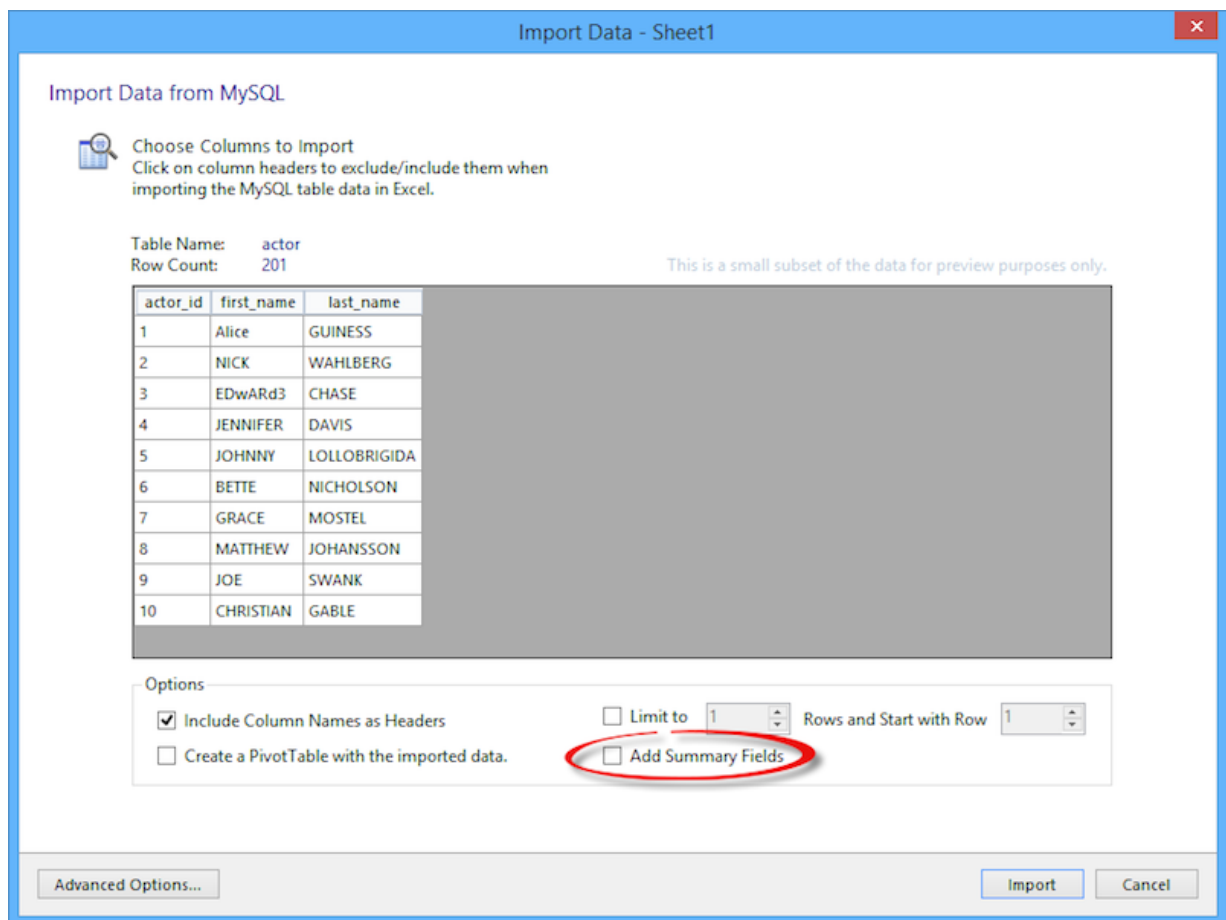 Import Data - Sheet1
Import Data from MySQL
Choose Columns to Import
Click on column headers to exclude/include them when
importing the MySQL table data in Excel.
Table Name: actor
Row Count: 201
This is a small subset of the data for preview purposes only.
actor_id first_name last_name
1 Alice GUINESS
2 NICK WAHLBERG
3 EDwARd3 CHASE
4 JENNIFER DAVIS
5 JOHNNY LOLLOBRIGIDA
6 BETTE NICHOLSON
7 GRACE MOSTEL
8 MATTHEW JOHANSSON
9 JOE SWANK
10 CHRISTIAN GABLE
Options
Include Column Names as Headers
Limit to 1 Rows and Start with Row 1
Create a PivotTable with the imported data.
Add Summary Fields
Advanced Options...
Import
Cancel